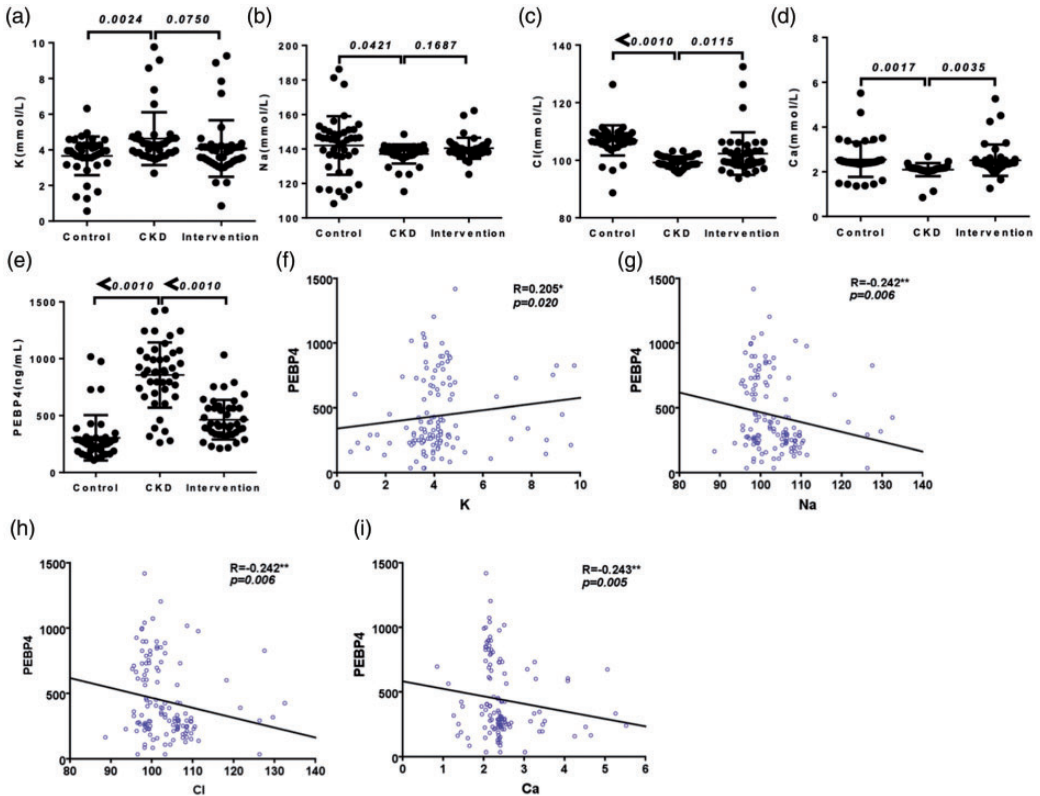 (a)
0.0024
0.0750
K(mmol/L)
10
8
6
4
2
0
Control
CKD
Intervention
(b)
0.0421
0.1687
Na(mmol/L)
200
180
160
140
120
100
Control
CKD
Intervention
(c)
<0.0010
0.0115
Cl(mmol/L)
140
120
100
80
Control
CKD
Intervention
(d)
0.0017
0.0035
Ca(mmol/L)
8
6
4
2
0
Control
CKD
Intervention
(e)
<0.0010
<0.0010
PEBP4(ng/mL)
1500
1000
500
0
Control
CKD
Intervention
(f)
R=0.205*
p=0.020
PEBP4
1500
1000
500
0
0
2
4
6
8
10
K
(g)
R=-0.242**
p=0.006
PEBP4
1500
1000
500
0
80
90
100
110
120
130
140
Na
(h)
R=-0.242**
p=0.006
PEBP4
1500
1000
500
0
80
90
100
110
120
130
140
Cl
(i)
R=-0.243**
p=0.005
PEBP4
1500
1000
500
0
0
1
2
3
4
5
6
Ca